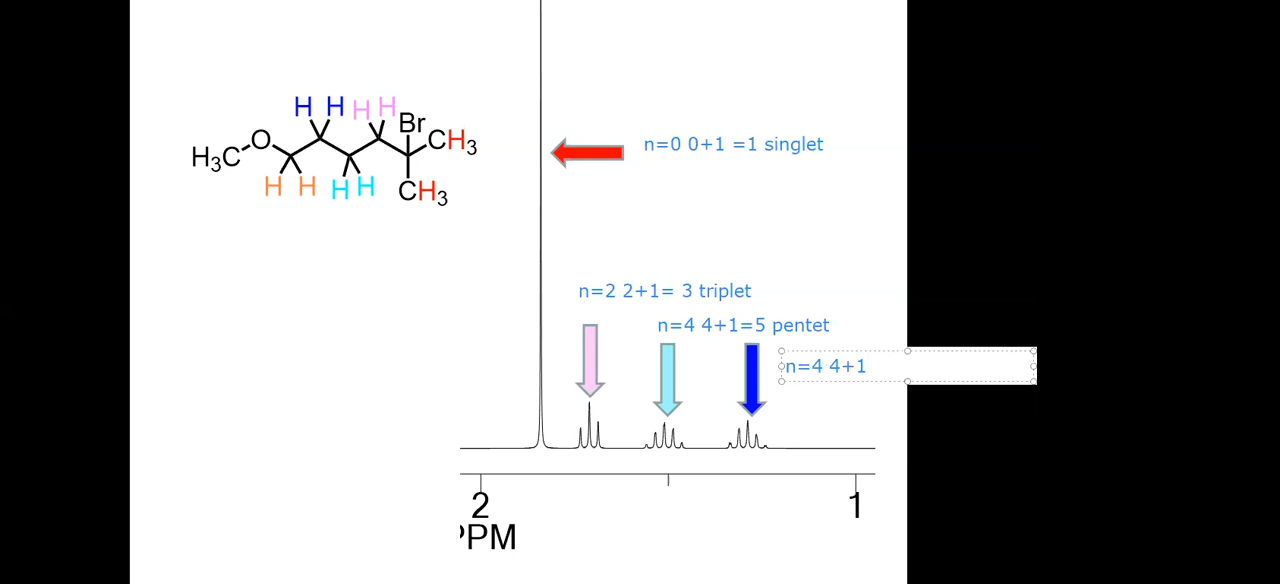 H H H H
Br
H₃C O CH₃
H H H H
CH₃
n=0 0+1 =1 singlet
n=2 2+1= 3 triplet
n=4 4+1=5 pentet
n=4 4+1
2 1
PPM